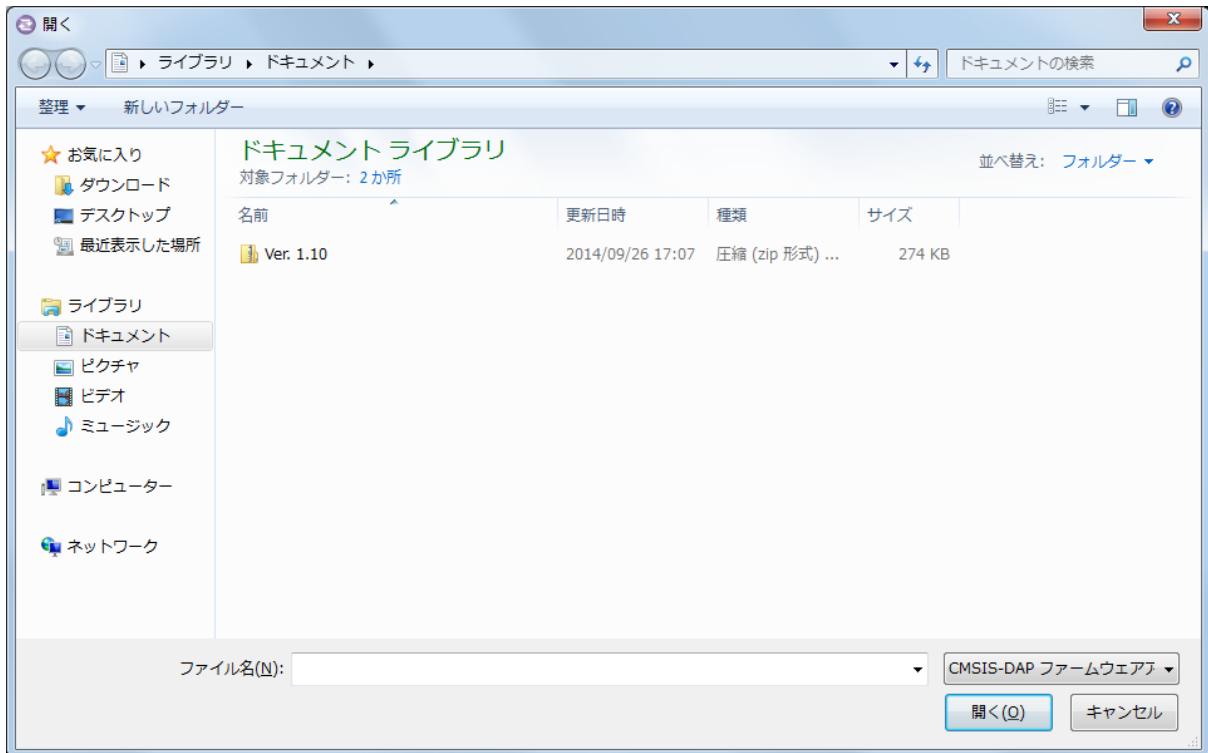 開く
ライブラリ ドキュメント
ドキュメントの検索
整理 新しいフォルダー
お気に入り
ダウンロード
デスクトップ
最近表示した場所
ライブラリ
ドキュメント
ピクチャ
ビデオ
ミュージック
コンピューター
ネットワーク
ドキュメント ライブラリ
対象フォルダー: 2 か所
並べ替え: フォルダー
名前 更新日時 種類 サイズ
Ver. 1.10 2014/09/26 17:07 圧縮 (zip 形式) ... 274 KB
ファイル名(N):
CMSIS-DAP ファームウェアア
開く(O) キャンセル